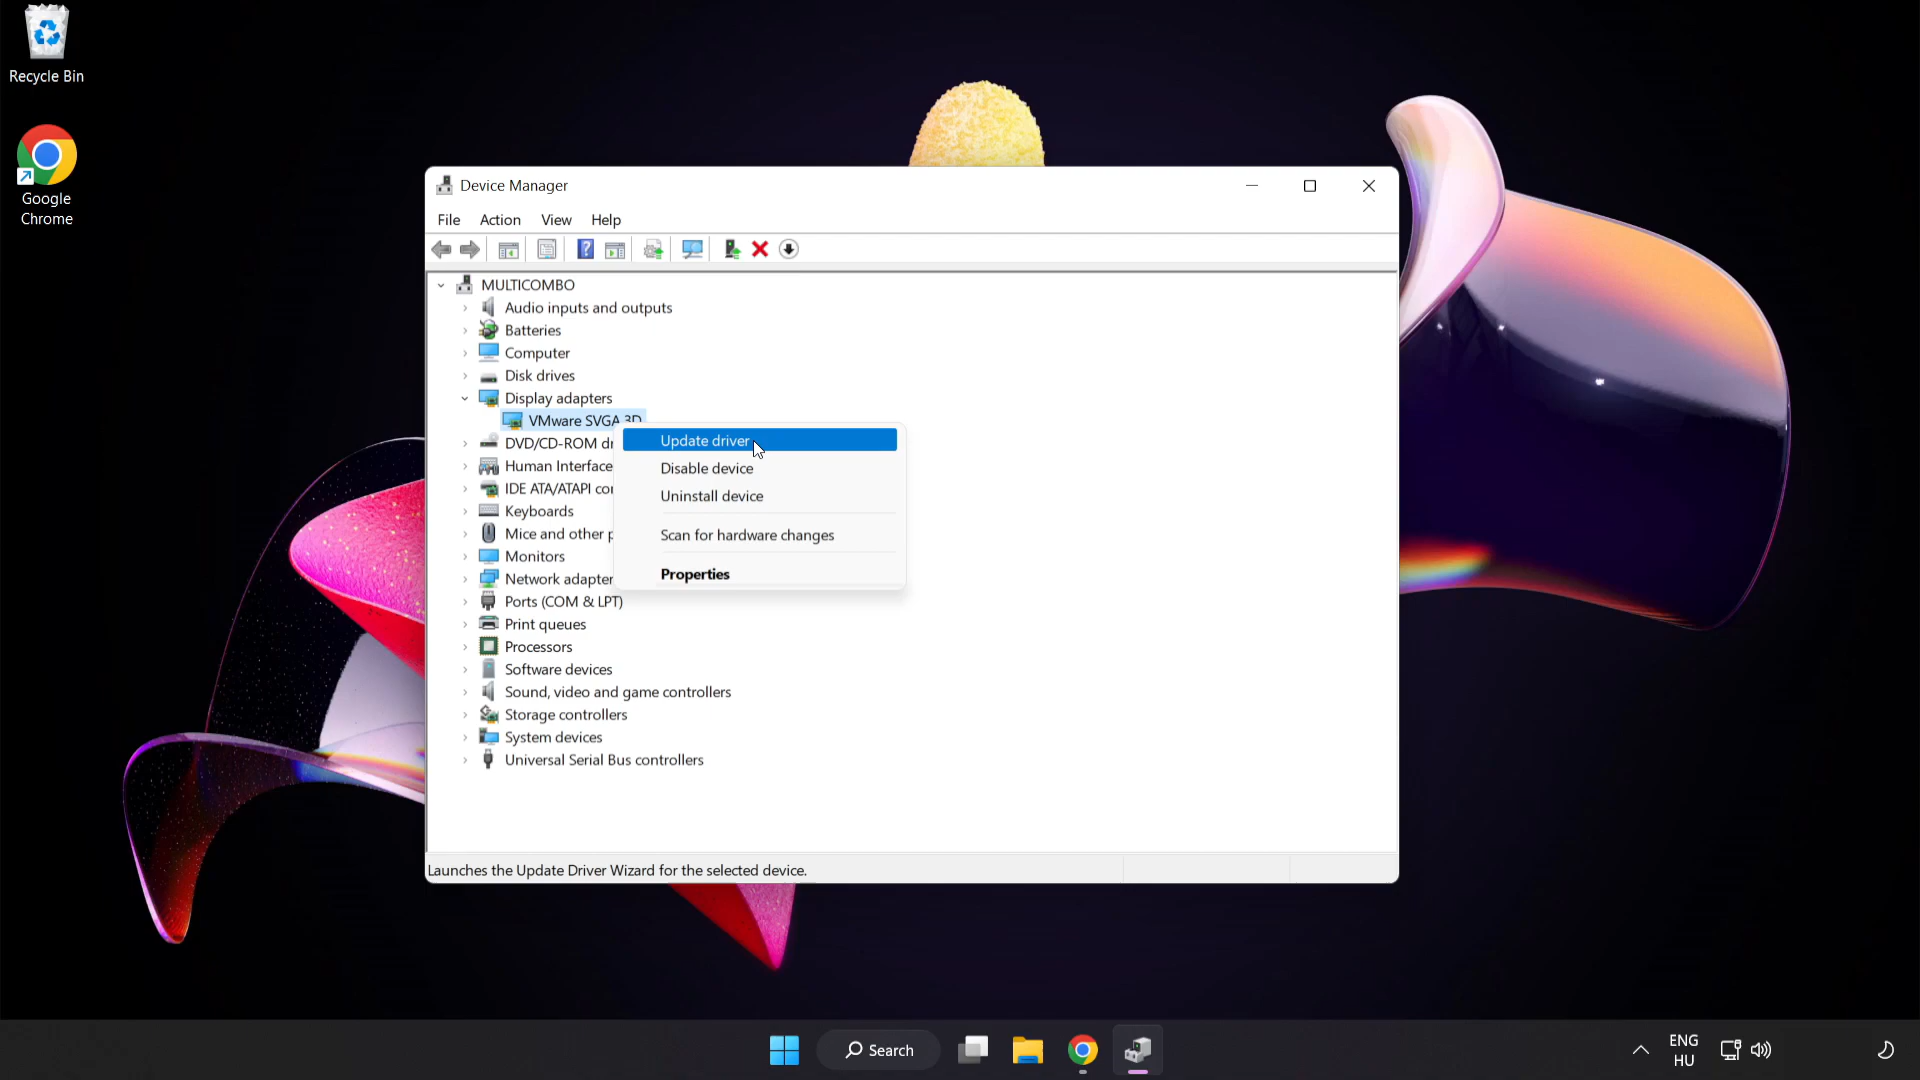 Recycle Bin
Google
Chrome
Device Manager
File Action View Help
MULTICOMBO
Audio inputs and outputs
Batteries
Computer
Disk drives
Display adapters
VMware SVGA 3D
DVD/CD-ROM
Human Interface
IDE ATA/ATAPI
Keyboards
Mice and other
Monitors
Network
Ports (COM & LPT)
Print queues
Processors
Software devices
Sound, video and game controllers
Storage controllers
System devices
Universal Serial Bus controllers
Update driver
Disable device
Uninstall device
Scan for hardware changes
Properties
Launches the Update Driver Wizard for the selected device.
Search
ENG
HU